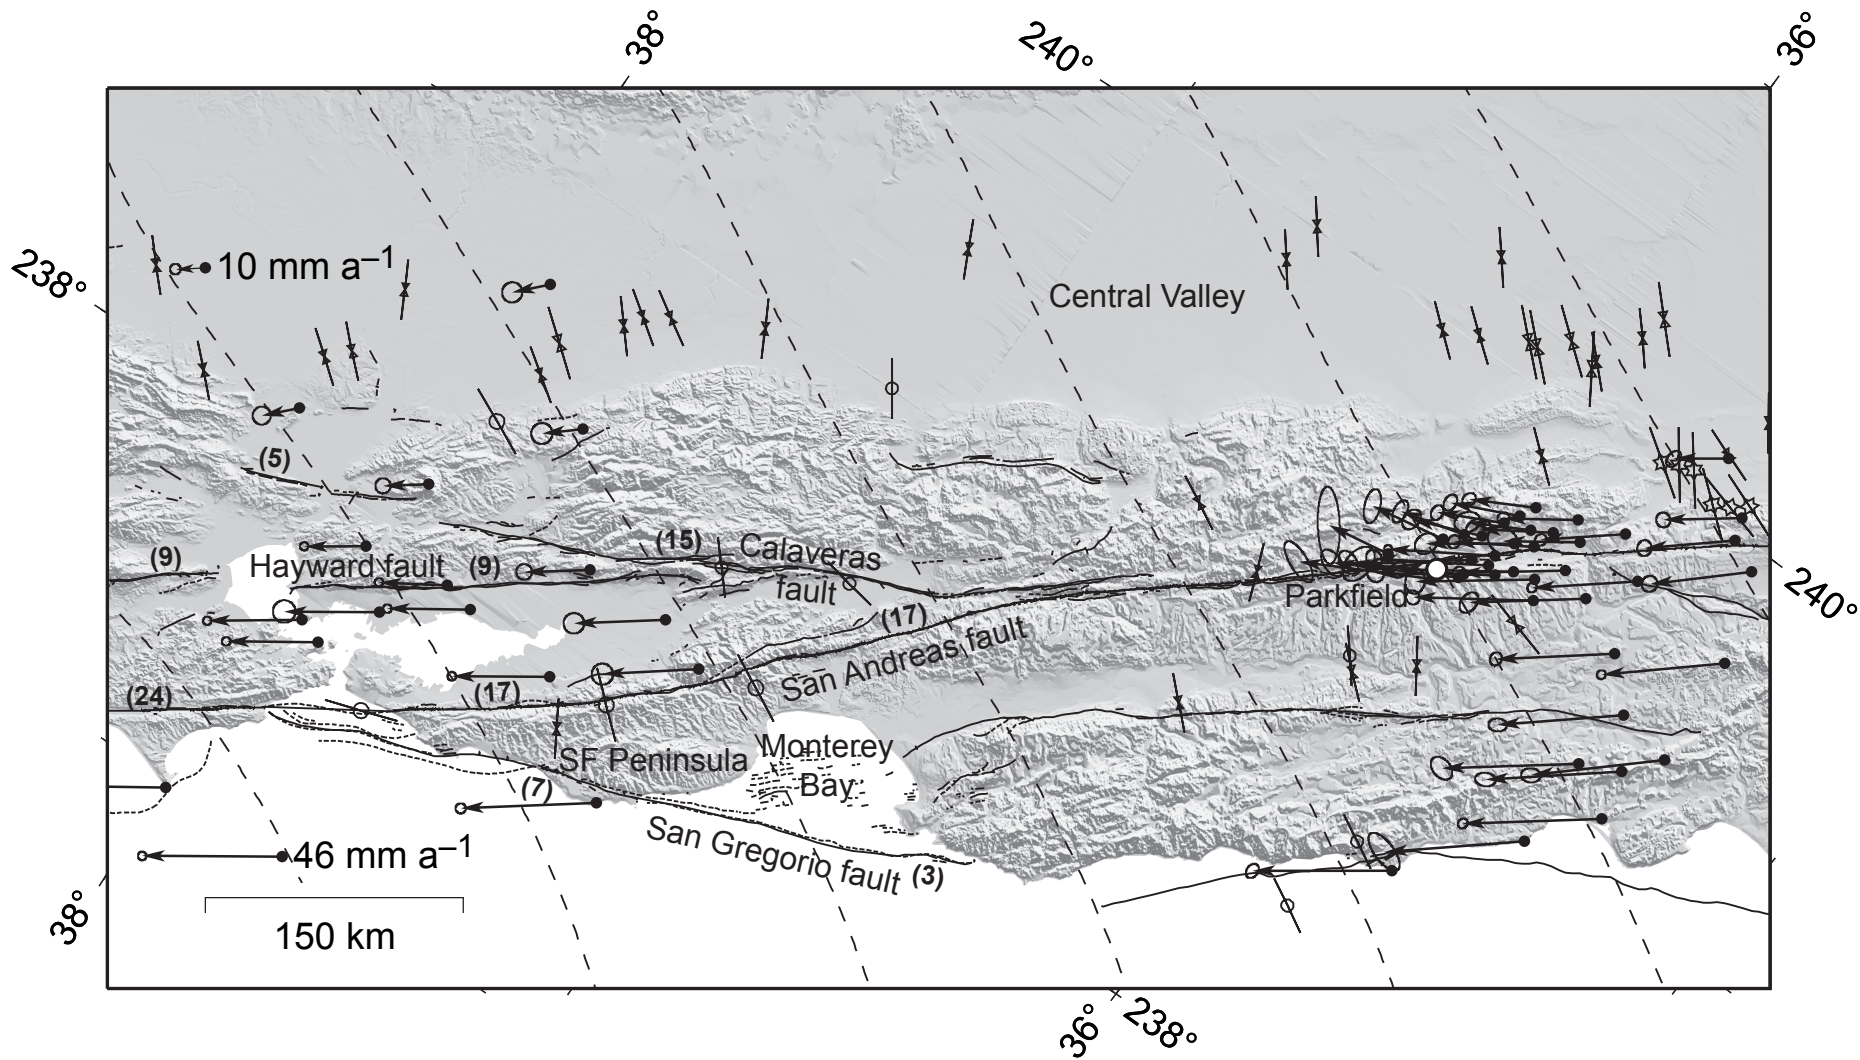 38°
240°
36°
238°
10 mm a–1
Central Valley
(5)
(15)
Calaveras
fault
(9)
Hayward fault
(9)
Parkfield
240°
(17)
San Andreas fault
(24)
(17)
SF Peninsula
Monterey
Bay
(7)
San Gregorio fault
(3)
46 mm a–1
38°
150 km
36°
238°